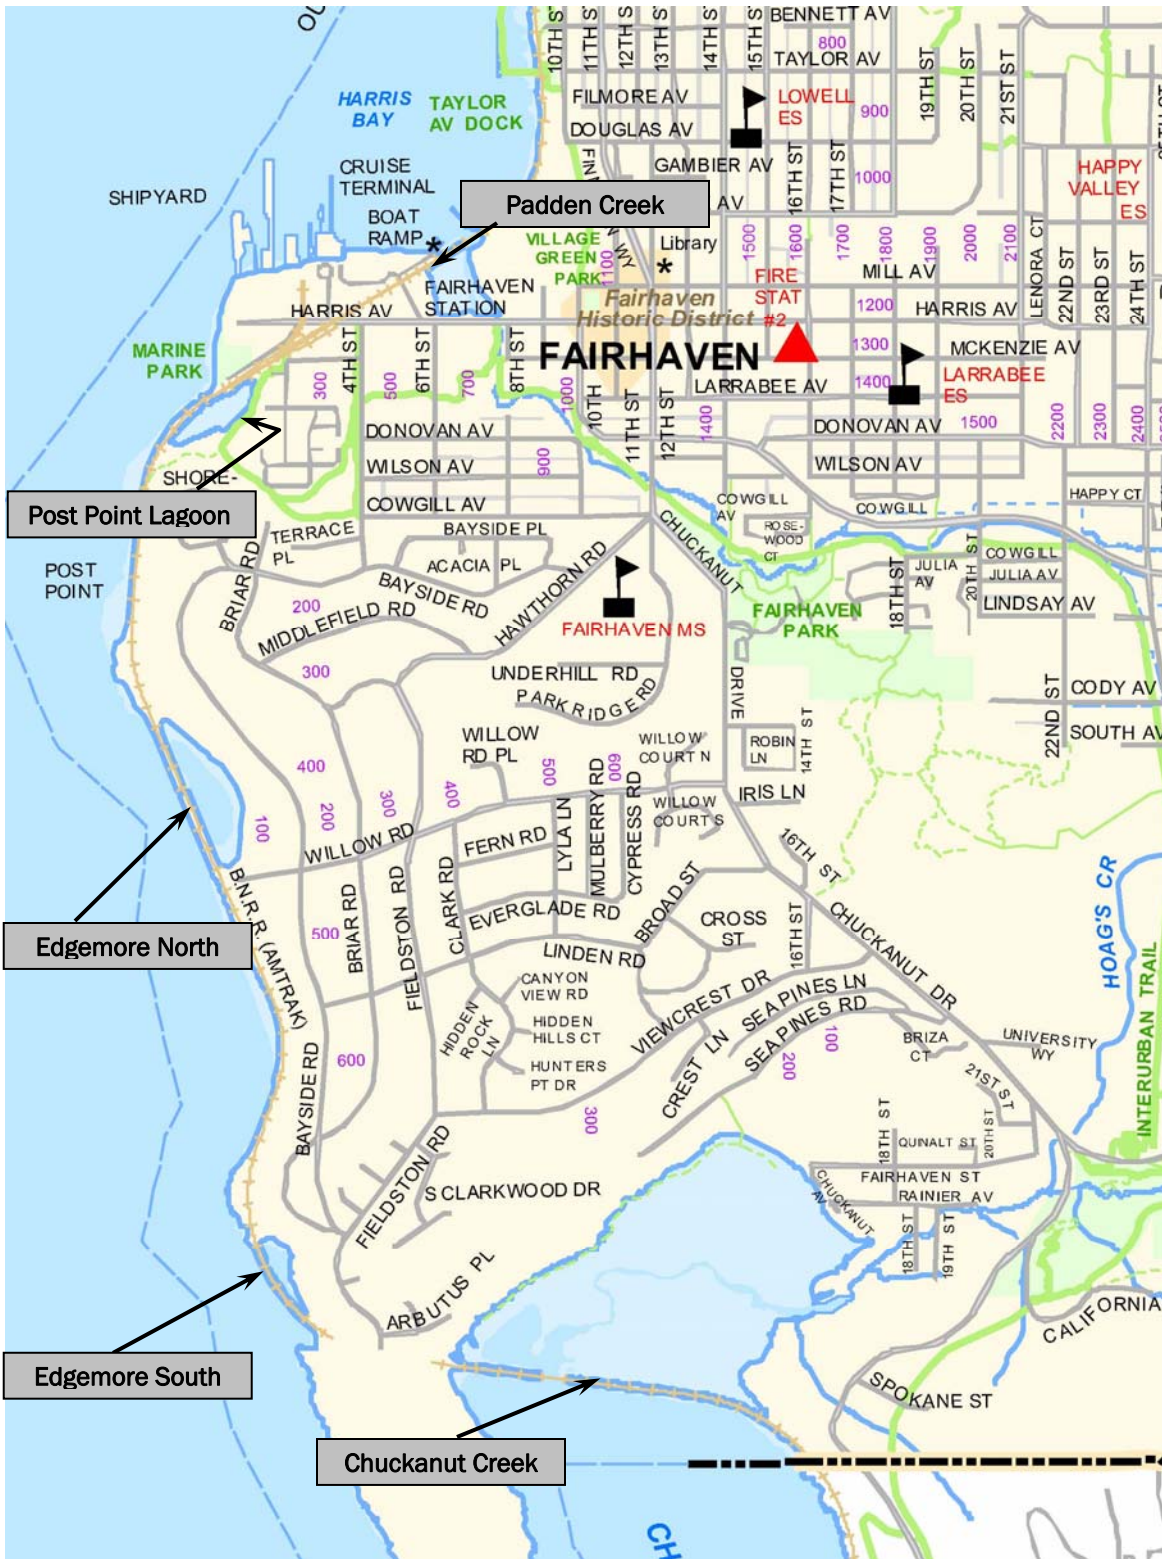 OU
10TH S
11TH S
12TH S
13TH S
14TH S
15TH S
BENNETT AV
800
TAYLOR AV
19TH ST
20TH ST
21ST ST
HARRIS
BAY
TAYLOR
AV DOCK
FILMORE AV
LOWELL
ES
900
DOUGLAS AV
GAMBIER AV
16TH ST
17TH ST
1000
HAPPY
VALLEY
ES
CRUISE
TERMINAL
SHIPYARD
BOAT
RAMP
*
Padden Creek
AV
FIN
N WY
VILLAGE
GREEN
PARK
1100
Library
*
1500
1600
1700
1800
1900
2000
2100
LENORA CT
22ND ST
23RD ST
24TH ST
MILL AV
FIRE
STAT
#2
1200
HARRIS AV
FAIRHAVEN
STATION
Fairhaven
Historic District
HARRIS AV
MARINE
PARK
4TH ST
6TH ST
8TH ST
FAIRHAVEN
1300
MCKENZIE AV
300
500
700
1000
10TH
11TH ST
12TH ST
LARRABEE AV
1400
LARRABEE
ES
1400
1500
2200
2300
2400
DONOVAN AV
DONOVAN AV
WILSON AV
900
WILSON AV
SHORE-
Post Point Lagoon
COWGILL AV
COWGILL
AV
COWGILL
HAPPY CT
TERRACE
PL
BAYSIDE PL
CHUCKANUT
ROSE-
WOOD
CT
POST
POINT
BRIAR RD
ACACIA PL
BAYSIDE RD
HAWTHORN RD
18TH ST
JULIA
AV
20TH ST
COWGILL
JULIA AV
LINDSAY AV
200
MIDDLEFIELD RD
FAIRHAVEN MS
FAIRHAVEN
PARK
300
UNDERHILL RD
PARKRIDGE RD
DRIVE
22ND ST
CODY AV
SOUTH AV
WILLOW
RD PL
WILLOW
COURT N
ROBIN
LN
14TH ST
400
500
600
400
300
200
100
IRIS LN
WILLOW
COURT S
WILLOW RD
FERN RD
LYLA LN
MULBERRY RD
CYPRESS RD
16TH ST
B.N.R.R. (AMTRAK)
Edgemore North
500
BRIAR RD
FIELDSTON RD
CLARK RD
EVERGLADE RD
BROAD ST
CROSS
ST
16TH ST
CHUCKANUT DR
HOAG'S CR
LINDEN RD
CANYON
VIEW RD
HIDDEN
ROCK
LN
HIDDEN
HILLS CT
HUNTERS
PT DR
VIEWCREST DR
SEA PINES LN
SEA PINES RD
CREST LN
100
200
BRIZA
CT
UNIVERSITY
WY
INTERURBAN TRAIL
600
BAYSIDE RD
300
21ST ST
18TH ST
QUINALT ST
20TH ST
FIELDSTON RD
S CLARKWOOD DR
FAIRHAVEN ST
RAINIER AV
CHUCKANUT
AV
18TH ST
19TH ST
ARBUTUS PL
CALIFORNIA
Edgemore South
SPOKANE ST
Chuckanut Creek
CH